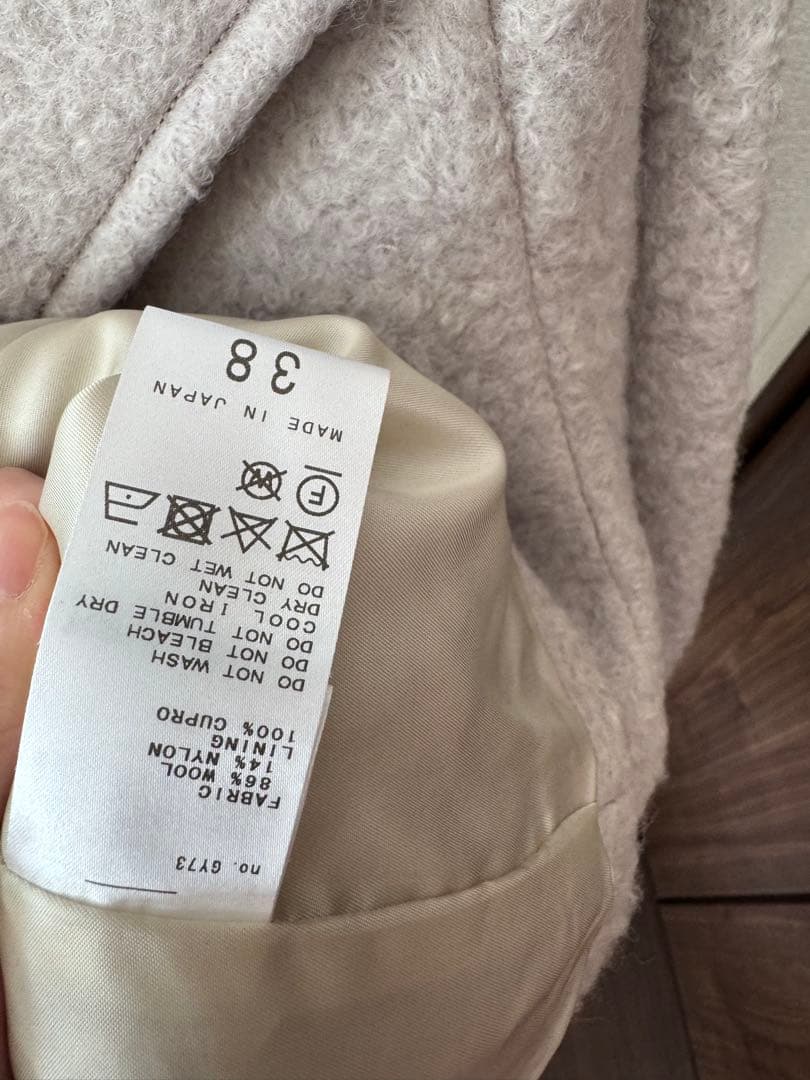 no. GY73
FABRIC
86% WOOL
14% NYLON
LINING
100% CUPRO
DO NOT WASH
DO NOT BLEACH
DO NOT TUMBLE DRY
COOL IRON
DRY CLEAN
DO NOT WET CLEAN
F W
MADE IN JAPAN
38